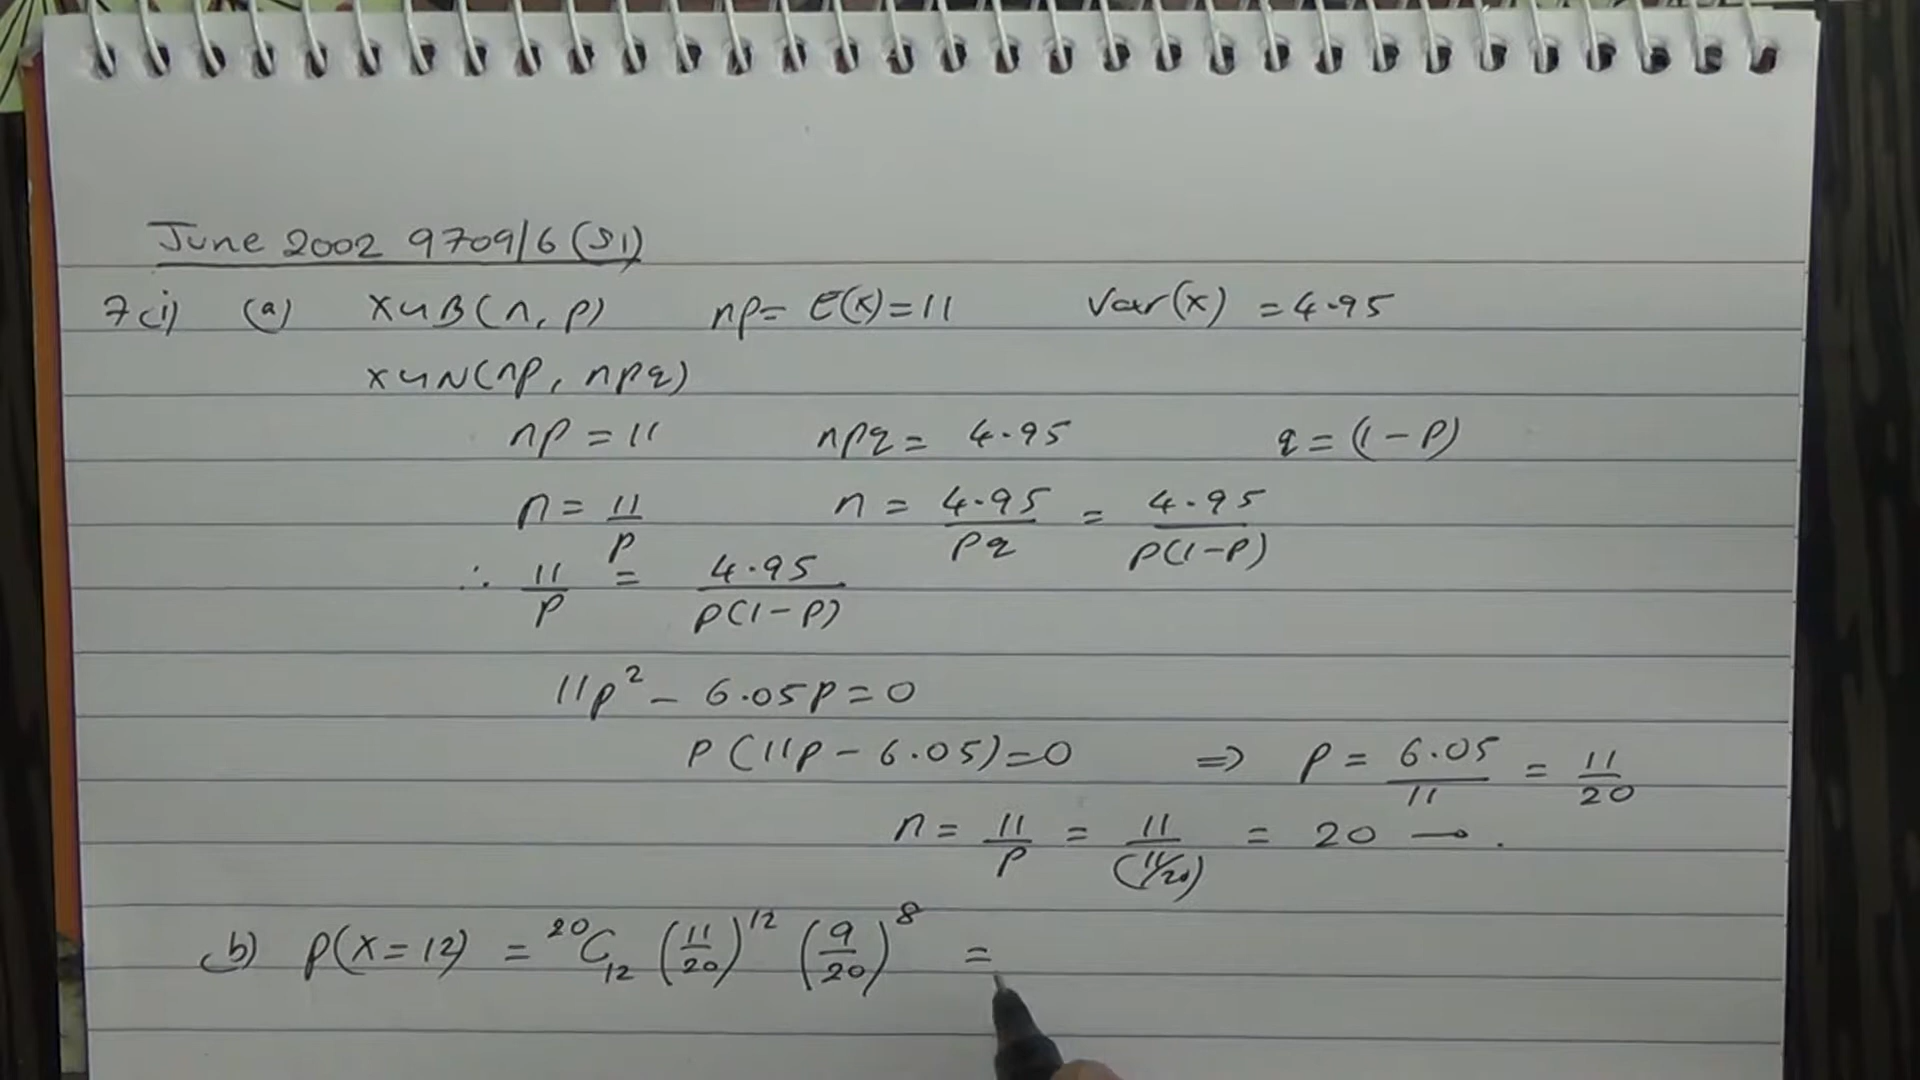 June 2002 9709/6 (S1)
7(i) (a) X~B(n, p) np = E(X) = 11 Var(x) = 4.95
X~N(np, npq)
np = 11 npq = 4.95 q = (1-p)
n = 11/p n = 4.95/pq = 4.95/p(1-p)
∴ 11/p = 4.95/p(1-p)
11p² - 6.05p = 0
p(11p - 6.05) = 0 ⇒ p = 6.05/11 = 11/20
n = 11/p = 11/(11/20) = 20 → .
(b) P(X=12) = ²⁰C₁₂ (11/20)¹² (9/20)⁸ =